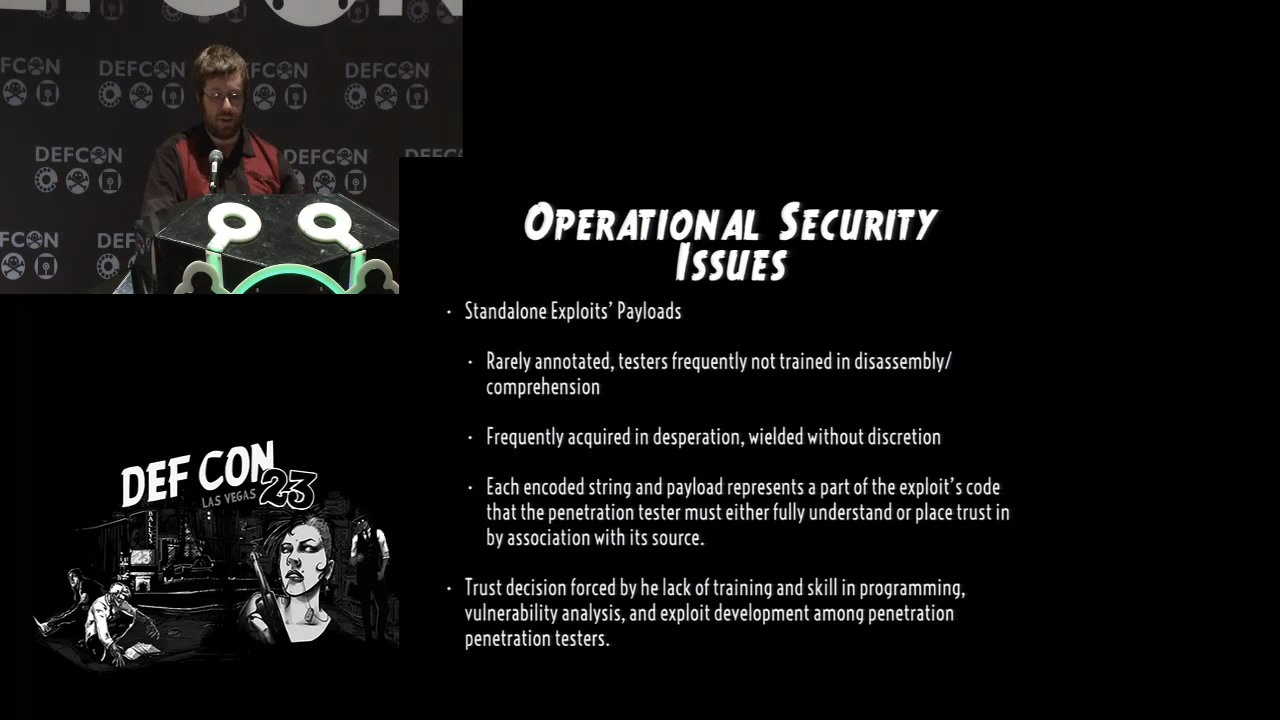 DEFCON
DEFCON
DEFCON
DEFCON
DEFCON
OPERATIONAL SECURITY
ISSUES
• Standalone Exploits’ Payloads
• Rarely annotated, testers frequently not trained in disassembly/
comprehension
• Frequently acquired in desperation, wielded without discretion
• Each encoded string and payload represents a part of the exploit’s code
that the penetration tester must either fully understand or place trust in
by association with its source.
• Trust decision forced by he lack of training and skill in programming,
vulnerability analysis, and exploit development among penetration
penetration testers.
DEF CON
23
LAS VEGAS
BALLYS
23